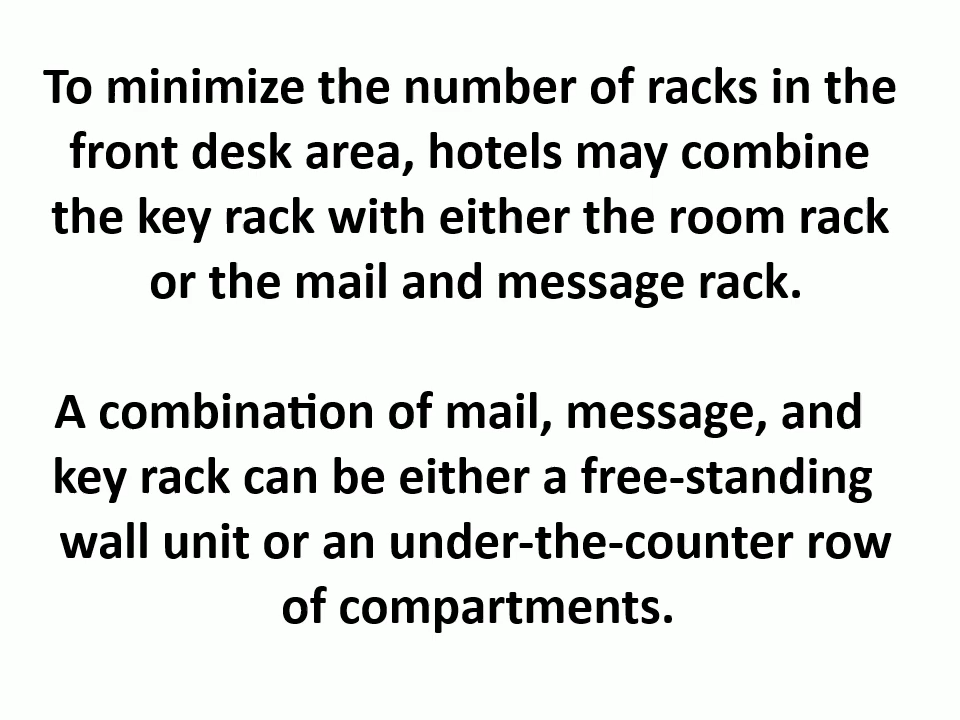 To minimize the number of racks in the
front desk area, hotels may combine
the key rack with either the room rack
or the mail and message rack.
A combination of mail, message, and
key rack can be either a free-standing
wall unit or an under-the-counter row
of compartments.